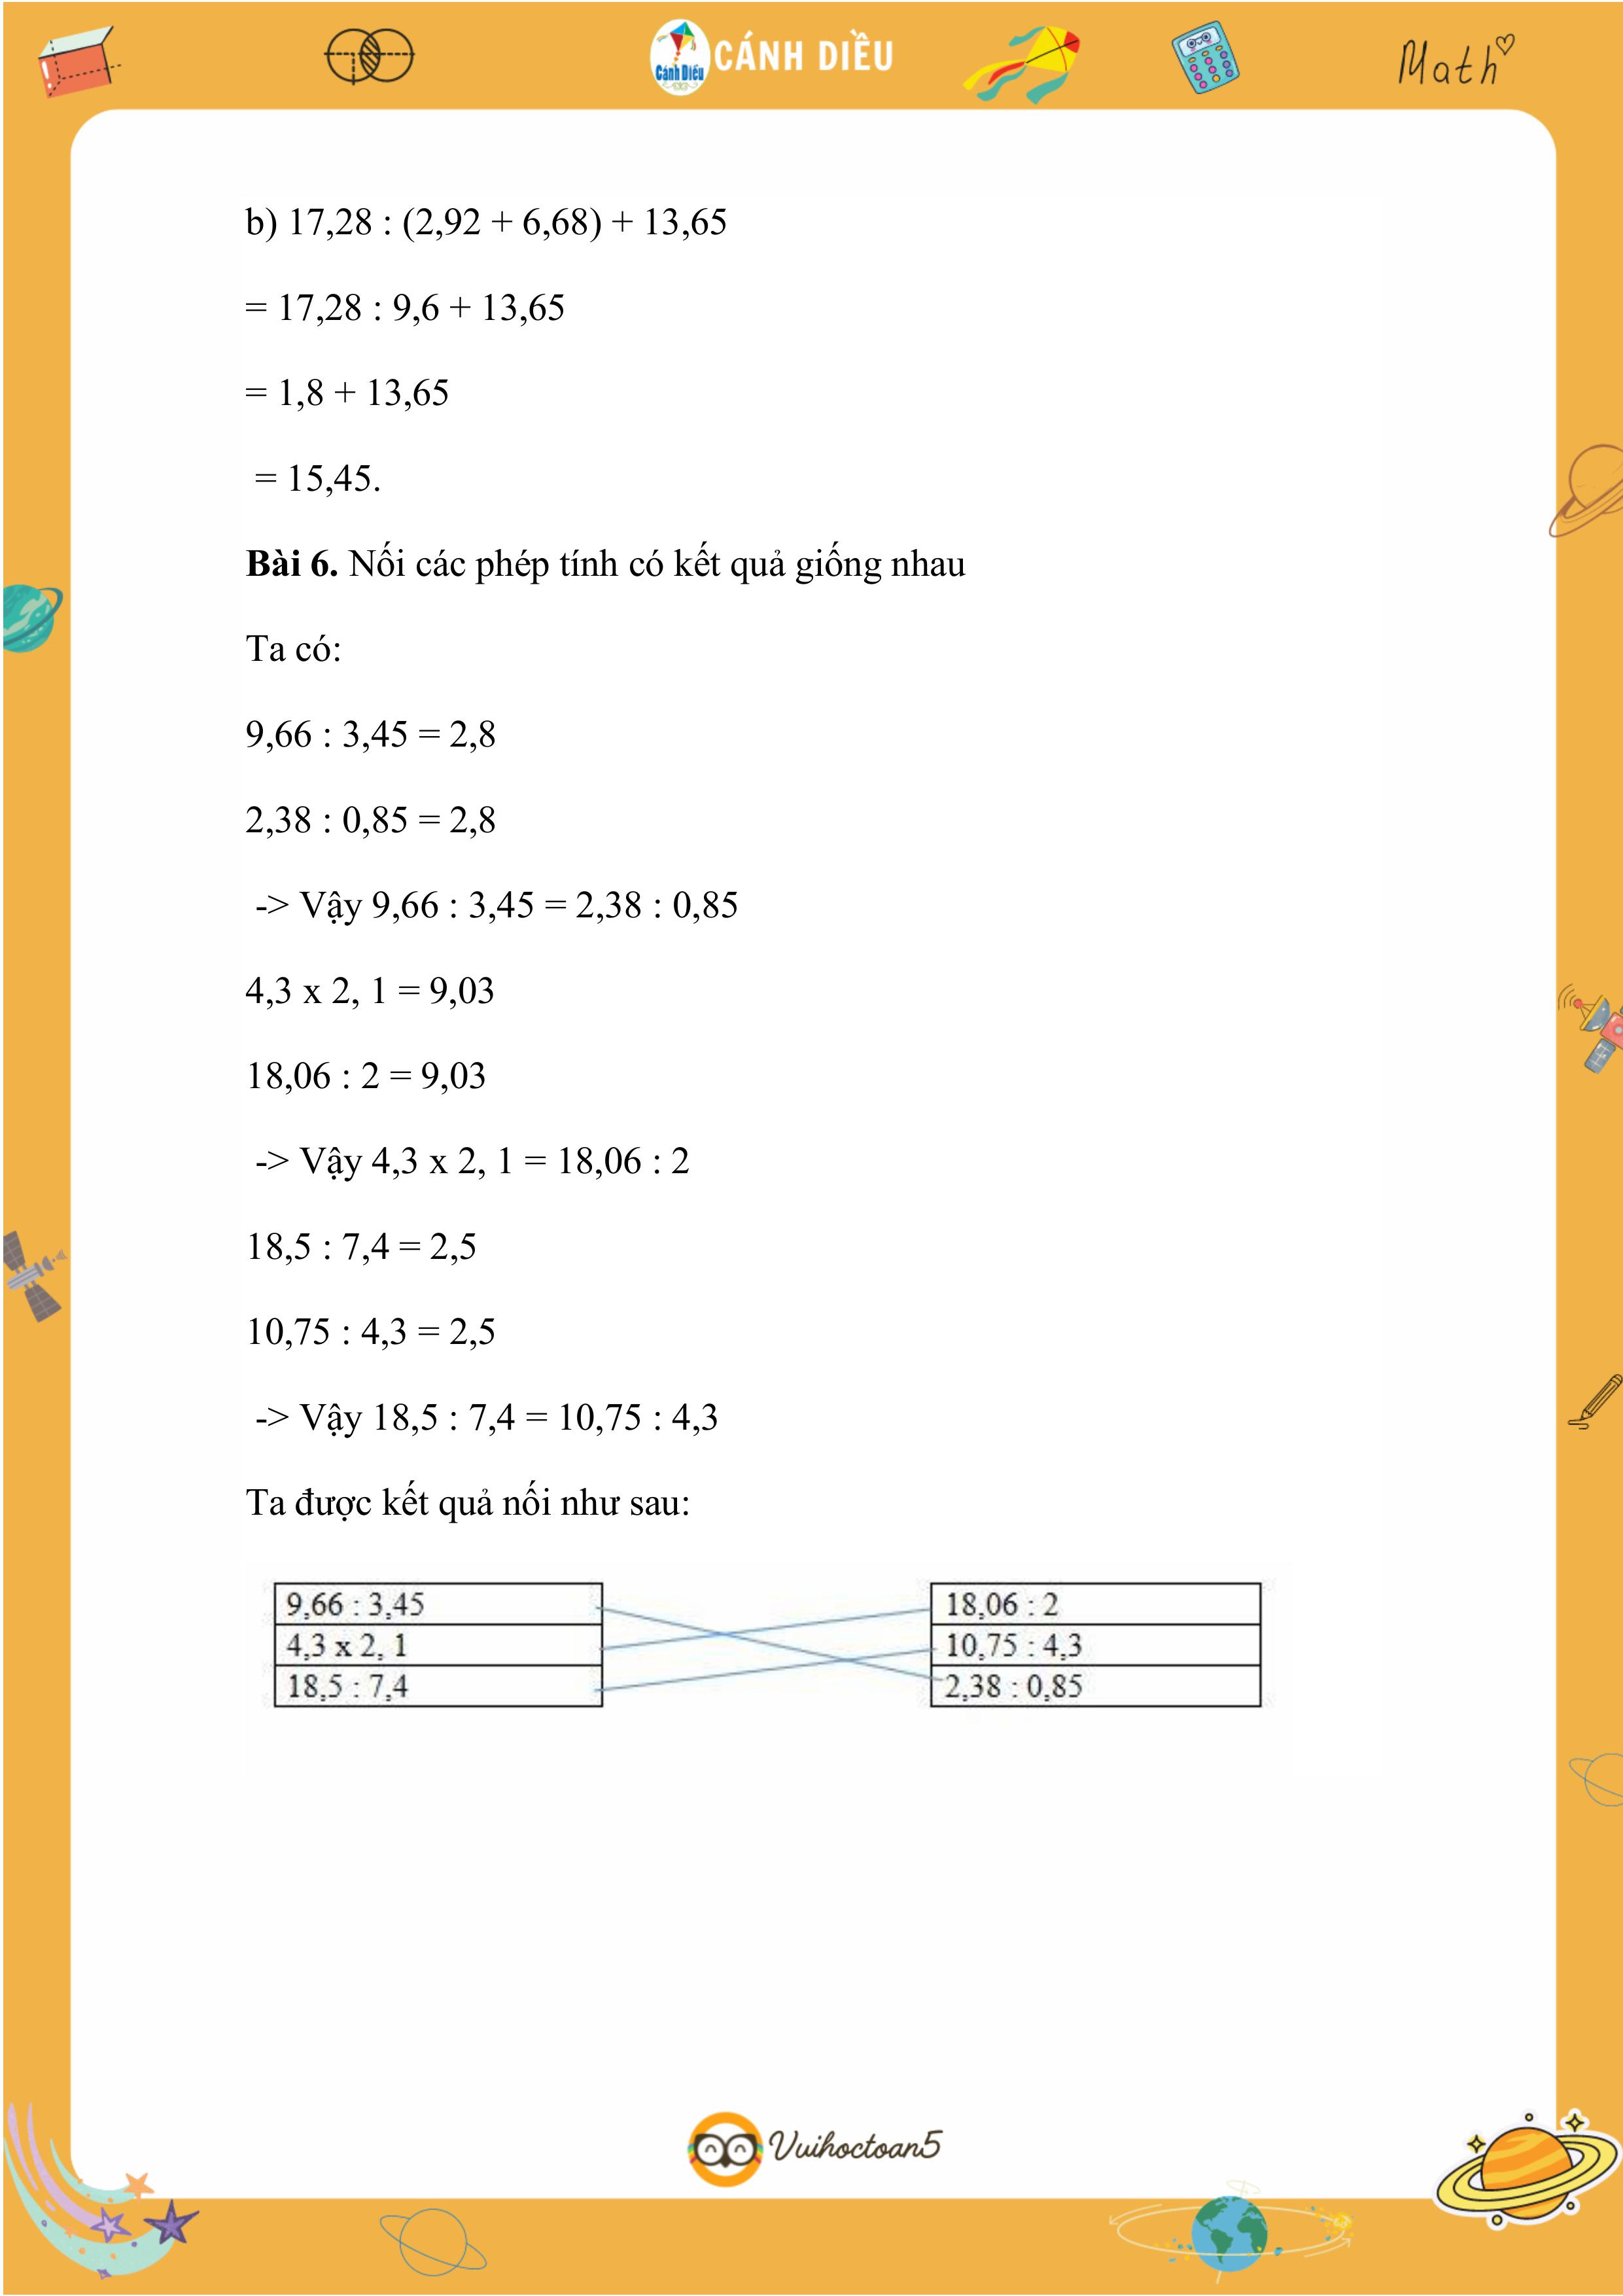 Cánh Diều CÁNH DIỀU
Math
b) 17,28 : (2,92 + 6,68) + 13,65
= 17,28 : 9,6 + 13,65
= 1,8 + 13,65
= 15,45.
Bài 6. Nối các phép tính có kết quả giống nhau
Ta có:
9,66 : 3,45 = 2,8
2,38 : 0,85 = 2,8
-> Vậy 9,66 : 3,45 = 2,38 : 0,85
4,3 x 2, 1 = 9,03
18,06 : 2 = 9,03
-> Vậy 4,3 x 2, 1 = 18,06 : 2
18,5 : 7,4 = 2,5
10,75 : 4,3 = 2,5
-> Vậy 18,5 : 7,4 = 10,75 : 4,3
Ta được kết quả nối như sau:
9,66 : 3,45 18,06 : 2
4,3 x 2, 1 10,75 : 4,3
18,5 : 7,4 2,38 : 0,85
Vuihoctoan5